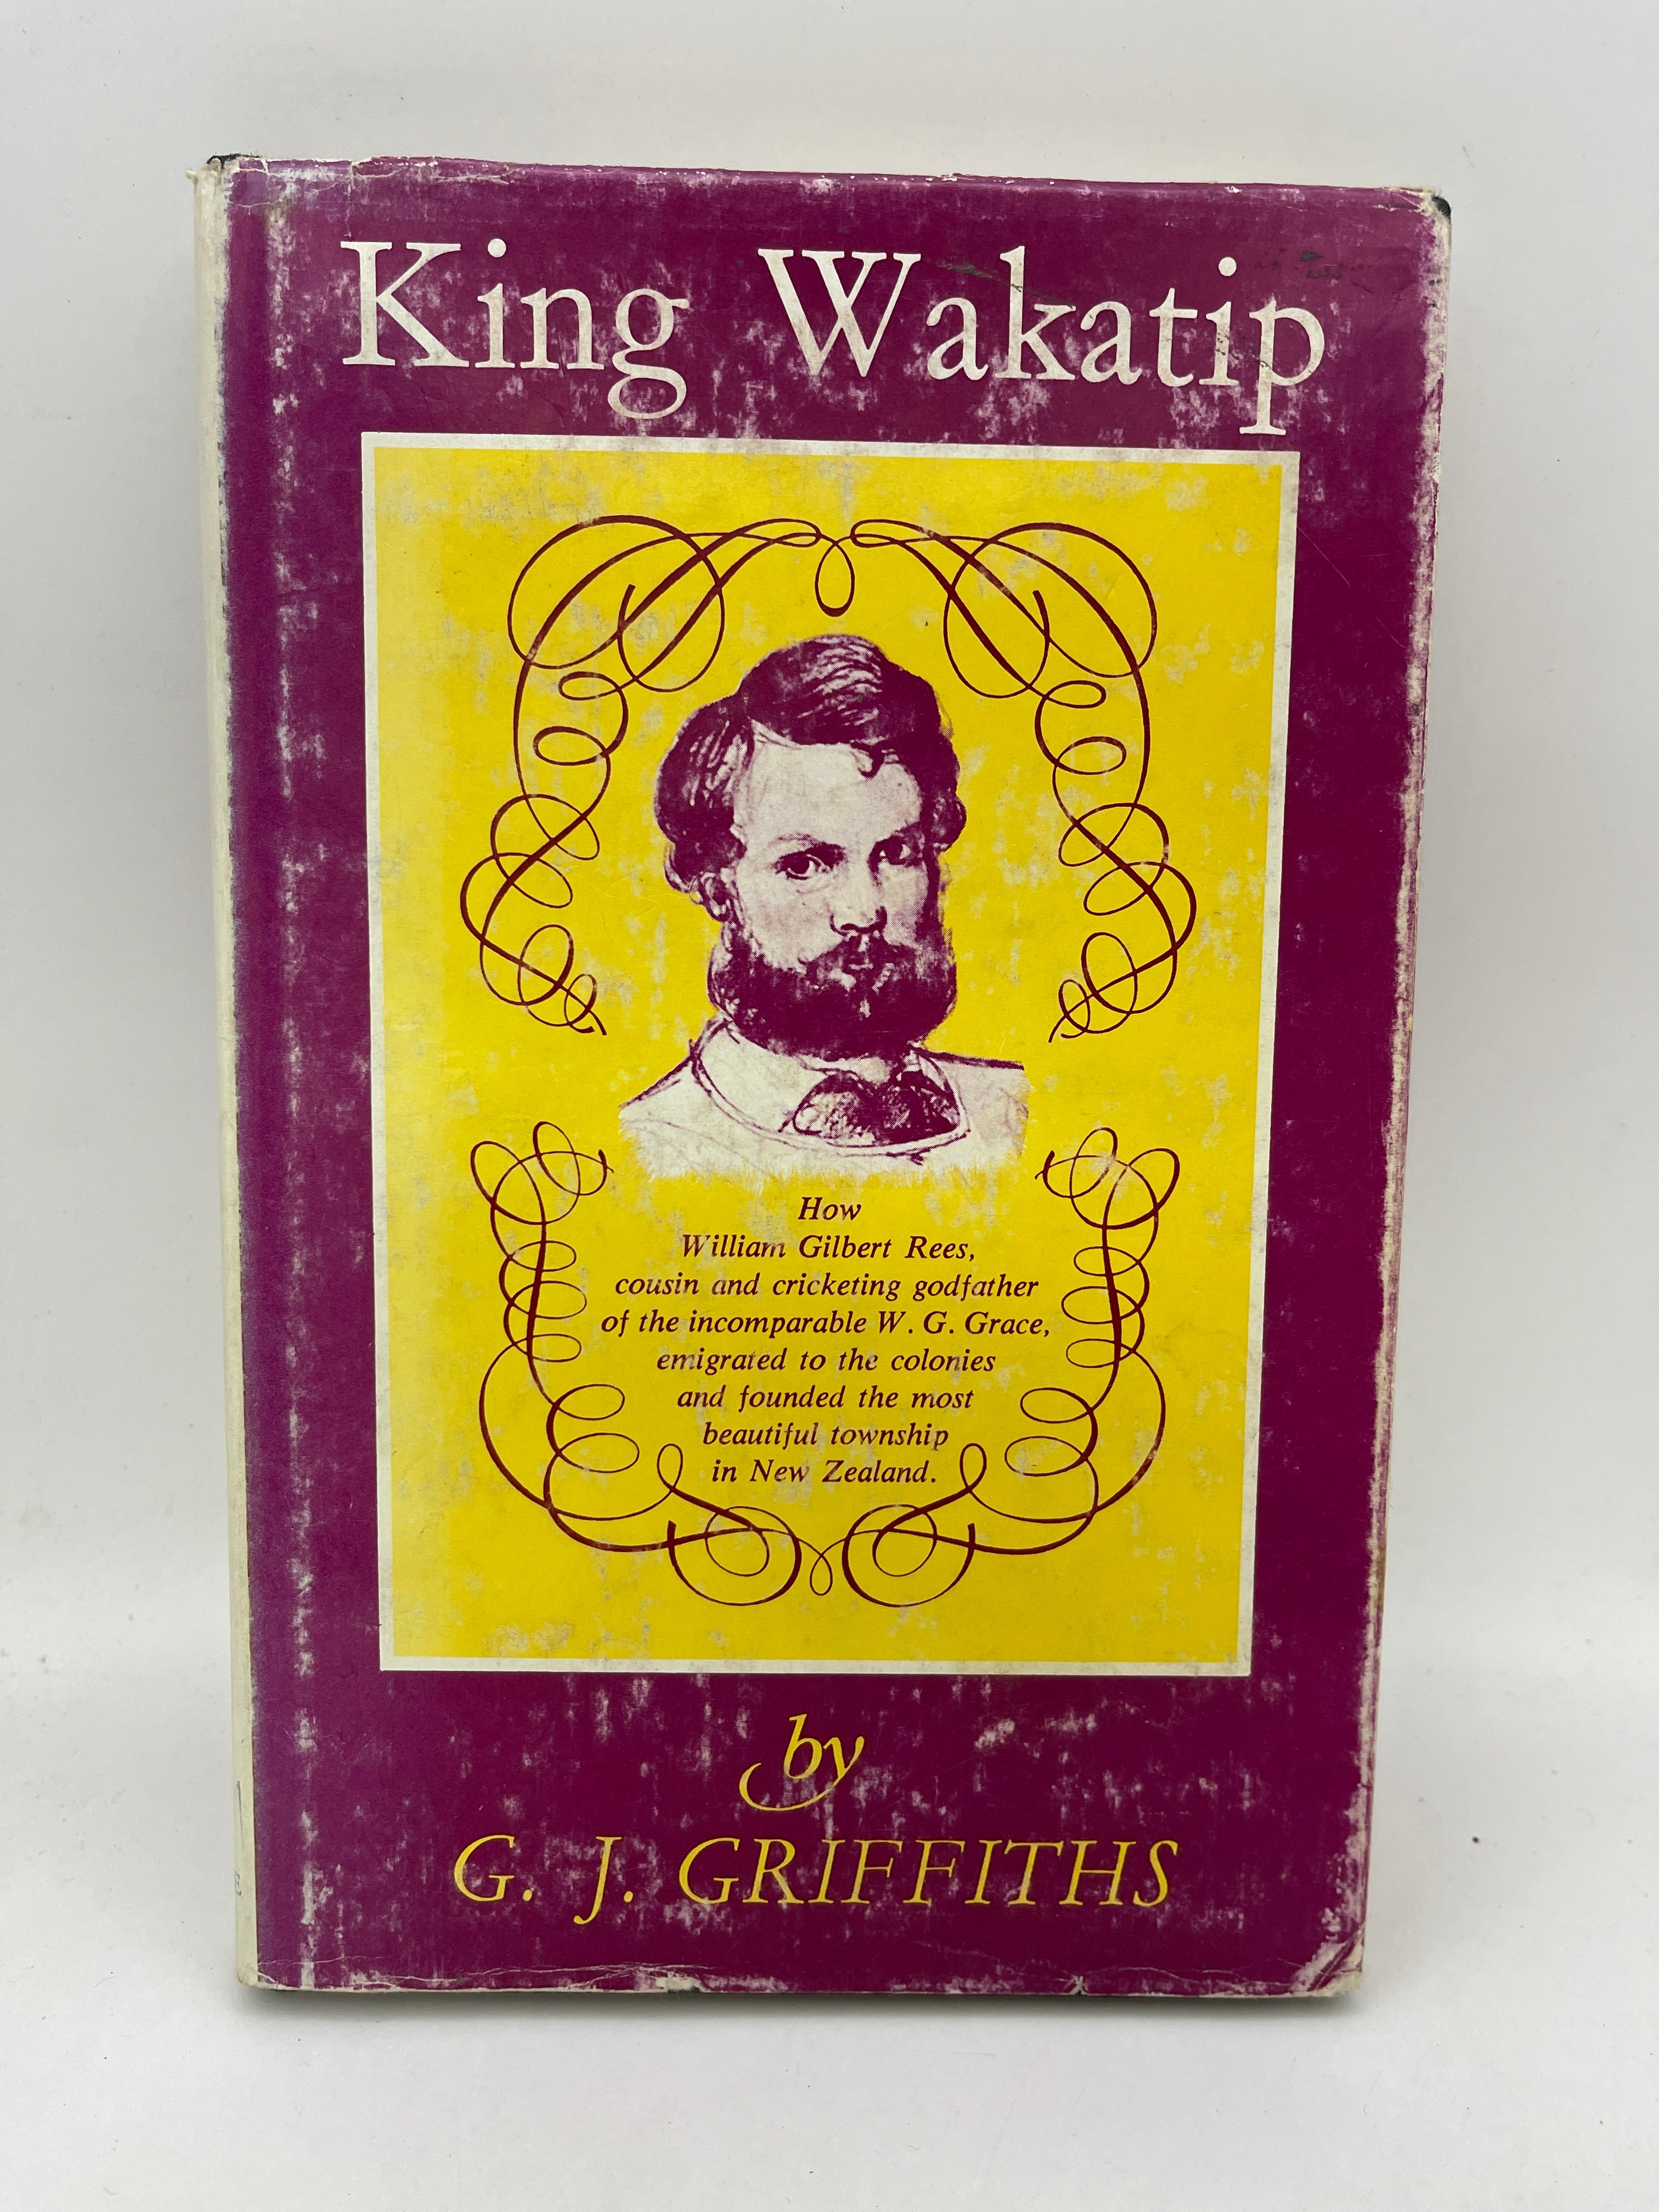 King Wakatip
How
William Gilbert Rees,
cousin and cricketing godfather
of the incomparable W. G. Grace,
emigrated to the colonies
and founded the most
beautiful township
in New Zealand.
by
G. J. GRIFFITHS